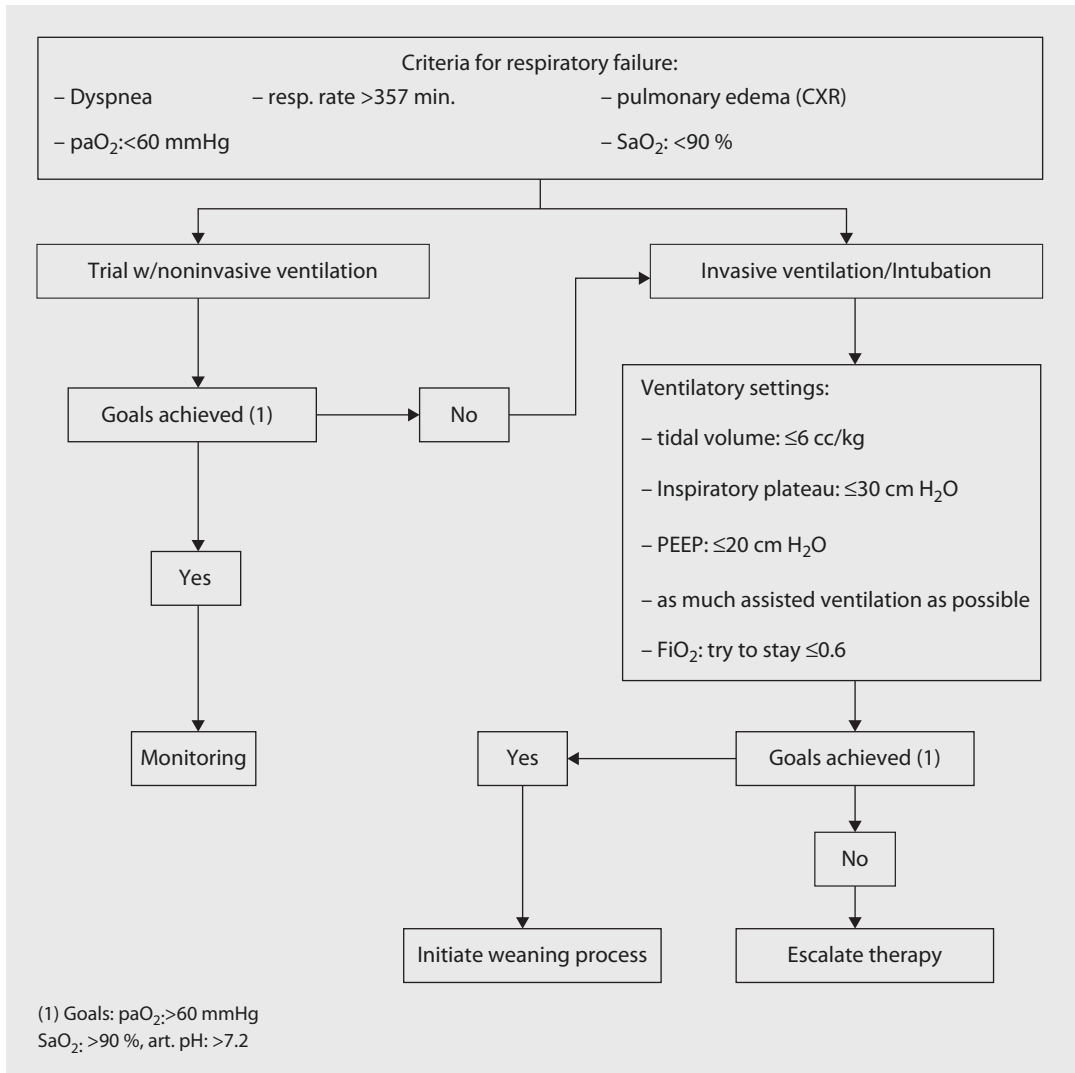 Criteria for respiratory failure:
– Dyspnea – resp. rate >357 min. – pulmonary edema (CXR)
– paO₂:<60 mmHg – SaO₂: <90 %
Trial w/noninvasive ventilation
Invasive ventilation/Intubation
Goals achieved (1)
No
Yes
Monitoring
Ventilatory settings:
– tidal volume: ≤6 cc/kg
– Inspiratory plateau: ≤30 cm H₂O
– PEEP: ≤20 cm H₂O
– as much assisted ventilation as possible
– FiO₂: try to stay ≤0.6
Goals achieved (1)
Yes
No
Initiate weaning process
Escalate therapy
(1) Goals: paO₂:>60 mmHg
SaO₂: >90 %, art. pH: >7.2